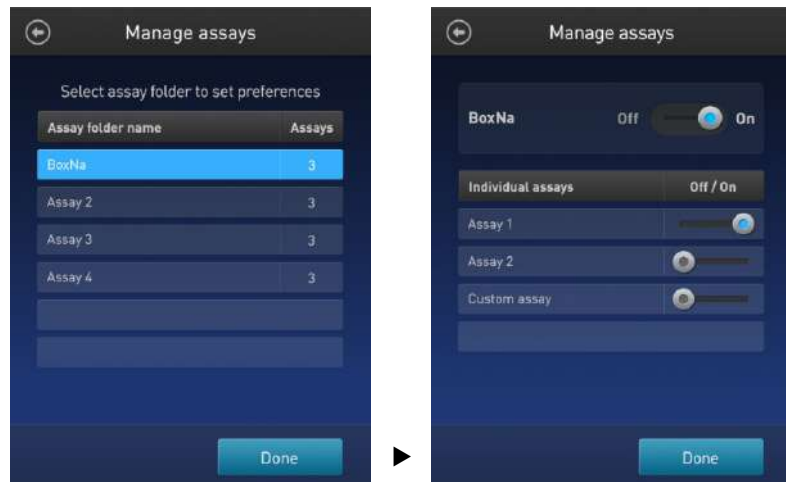 Manage assays
Select assay folder to set preferences
Assay folder name Assays
BoxNa 3
Assay 2 3
Assay 3 3
Assay 4 3
Done
Manage assays
BoxNa Off On
Individual assays Off / On
Assay 1
Assay 2
Custom assay
Done